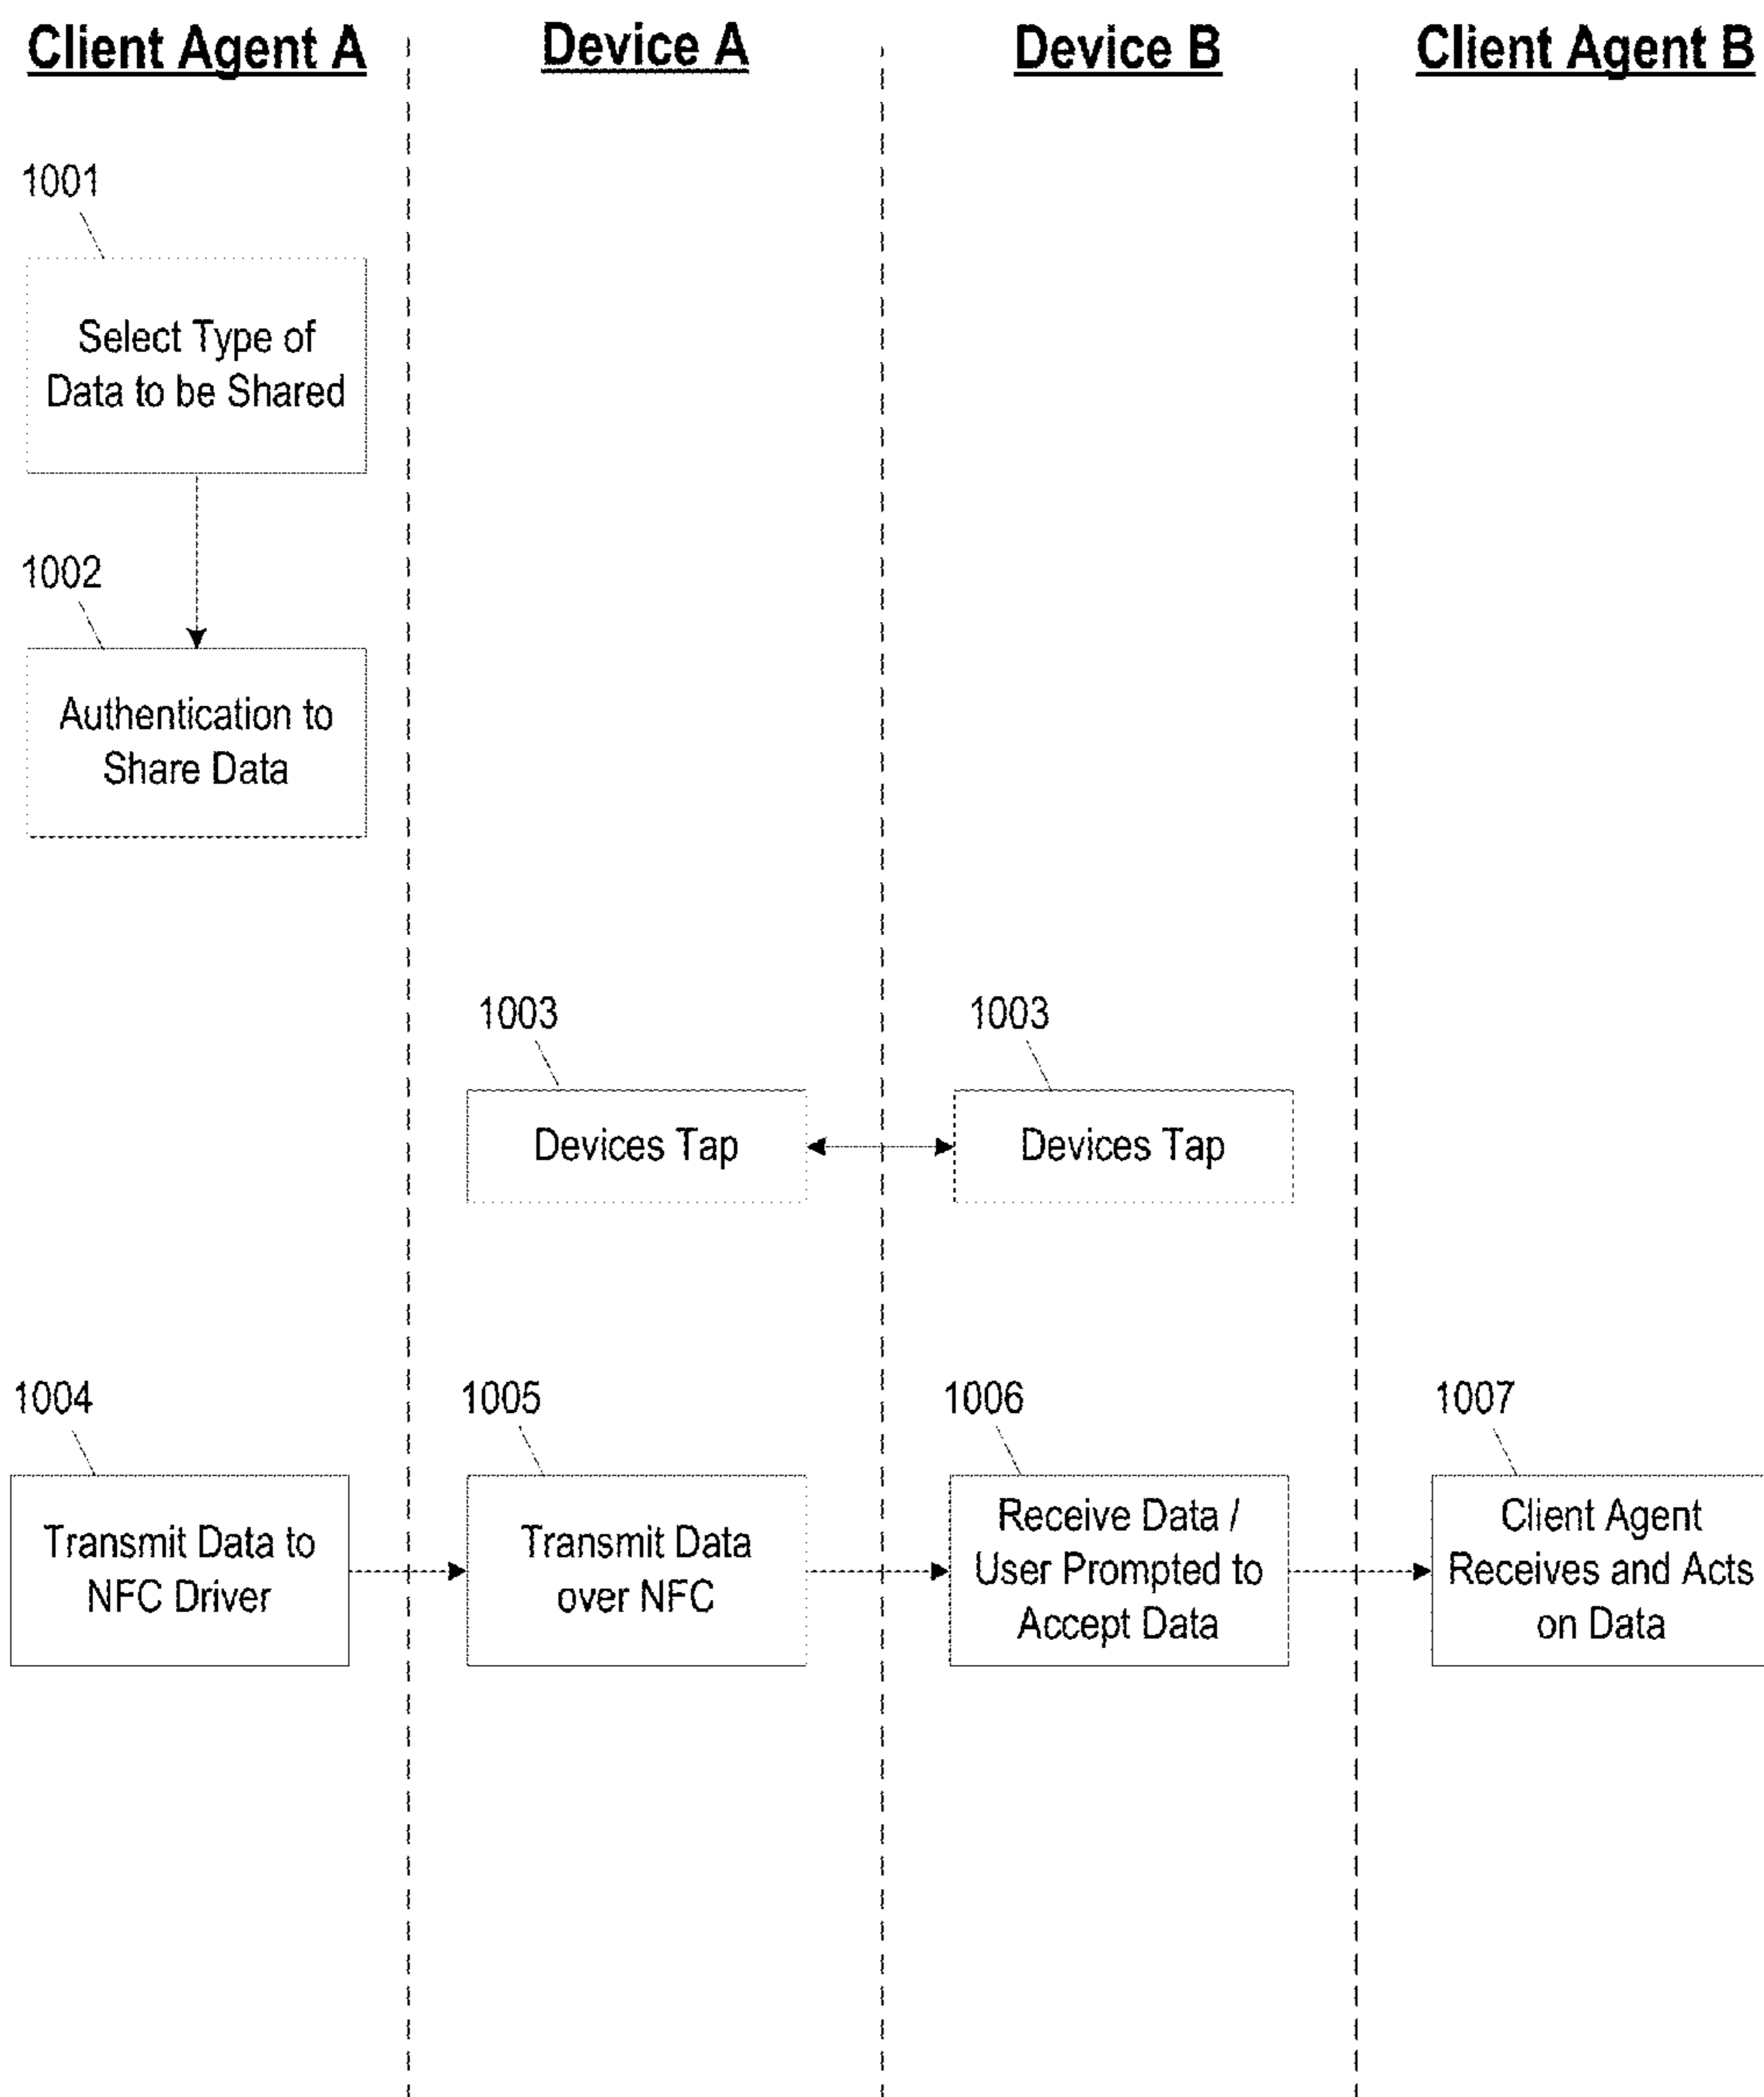 Client Agent A
Device A
Device B
Client Agent B
1001
Select Type of
Data to be Shared
1002
Authentication to
Share Data
1003
1003
Devices Tap
Devices Tap
1004
1005
1006
1007
Transmit Data to
NFC Driver
Transmit Data
over NFC
Receive Data /
User Prompted to
Accept Data
Client Agent
Receives and Acts
on Data